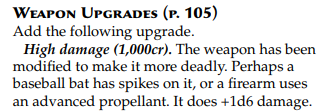 WEAPON UPGRADES (P. 105)
Add the following upgrade.
High damage (1,000cr). The weapon has been
modified to make it more deadly. Perhaps a
baseball bat has spikes on it, or a firearm uses
an advanced propellant. It does +1d6 damage.